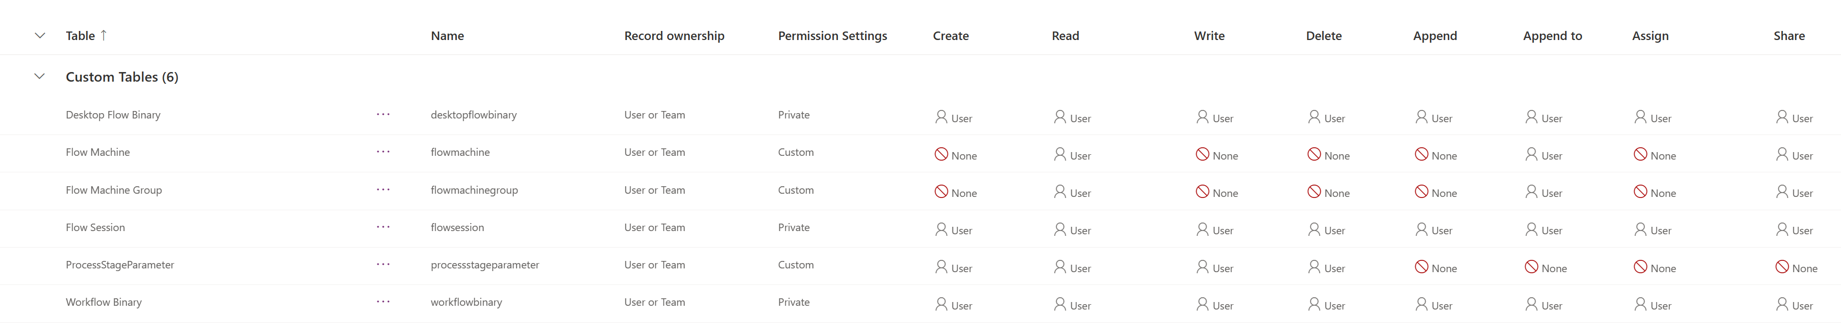 Table ↑ Name Record ownership Permission Settings Create Read Write Delete Append Append to Assign Share
Custom Tables (6)
Desktop Flow Binary ... desktopflowbinary User or Team Private User User User User User User User User
Flow Machine ... flowmachine User or Team Custom None User None None None User None User
Flow Machine Group ... flowmachinegroup User or Team Custom None User None None None User None User
Flow Session ... flowsession User or Team Private User User User User User User User User
ProcessStageParameter ... processstageparameter User or Team Custom User User User User None None None None
Workflow Binary ... workflowbinary User or Team Private User User User User User User User User